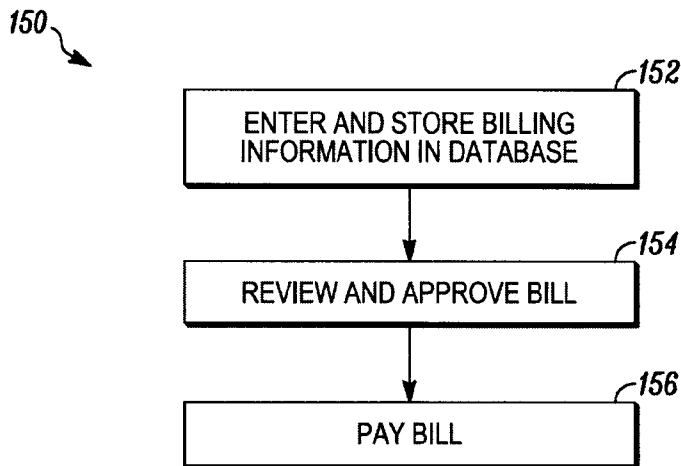 150
152
ENTER AND STORE BILLING
INFORMATION IN DATABASE
154
REVIEW AND APPROVE BILL
156
PAY BILL